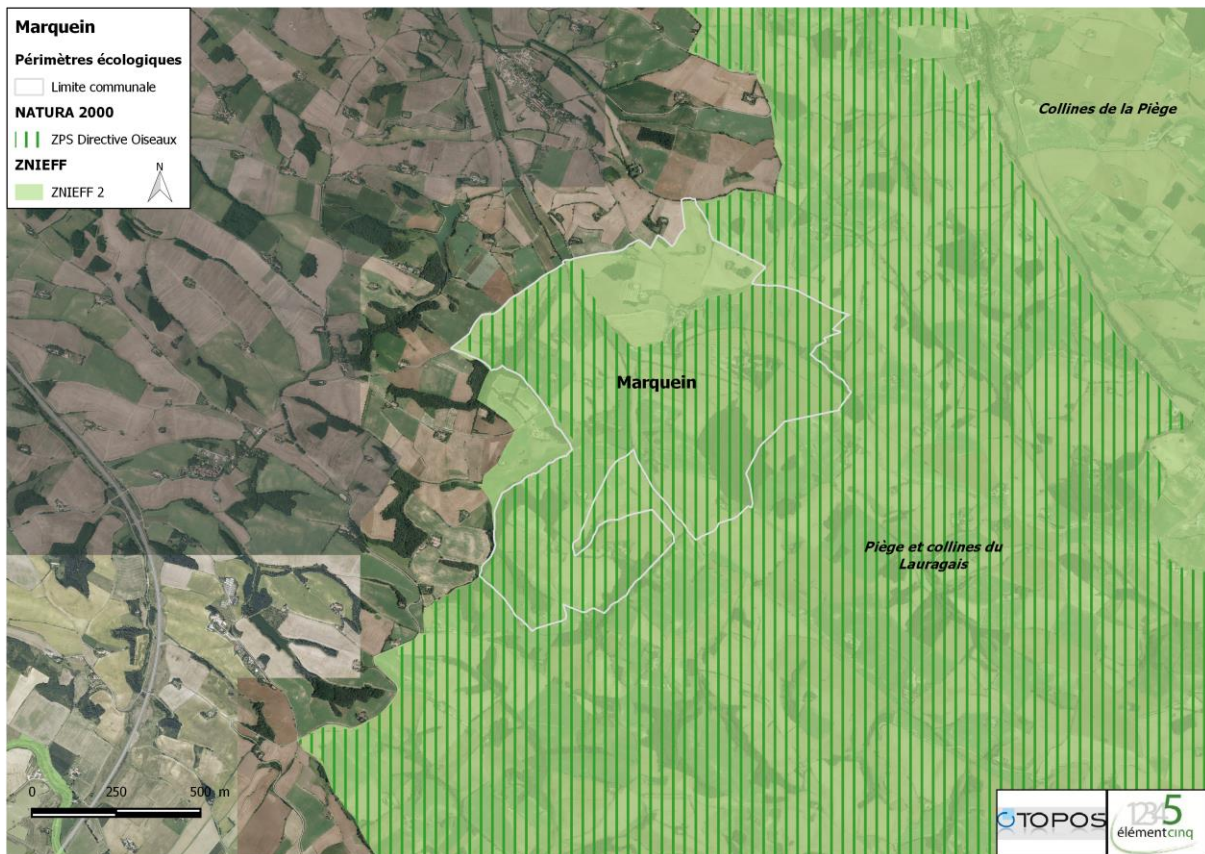 Marquein
Périmètres écologiques
Limite communale
NATURA 2000
ZPS Directive Oiseaux
ZNIEFF
N
ZNIEFF 2
Collines de la Piège
Marquein
Piège et collines du
Lauragais
0 250 500 m
TOPOS
12345
élémentcinq